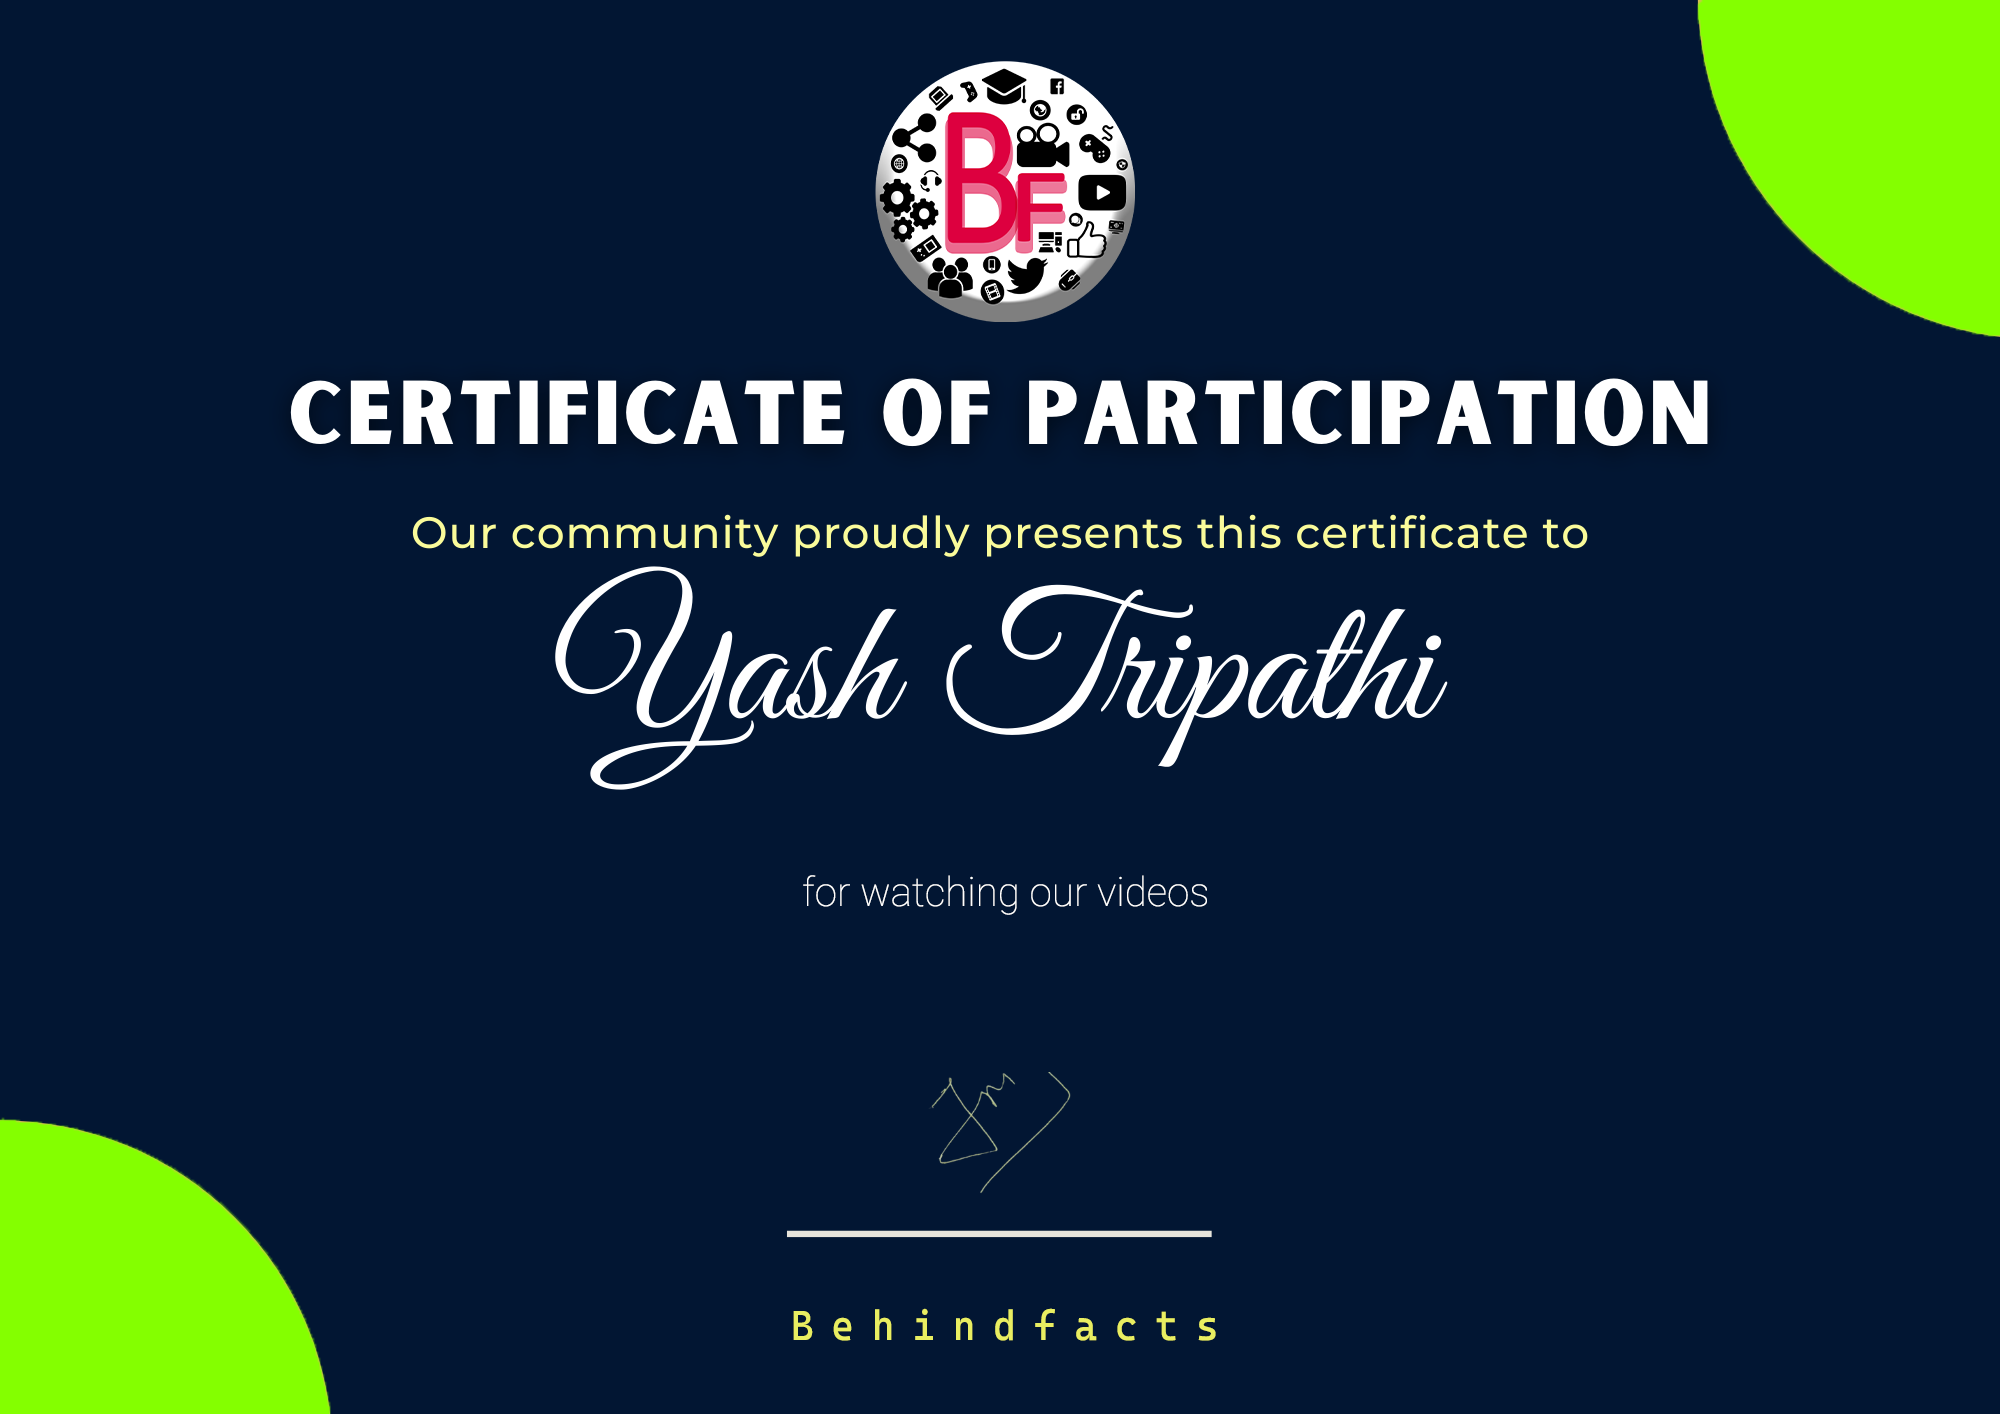 BF
CERTIFICATE OF PARTICIPATION
Our community proudly presents this certificate to
Yash Tripathi
for watching our videos
Behindfacts